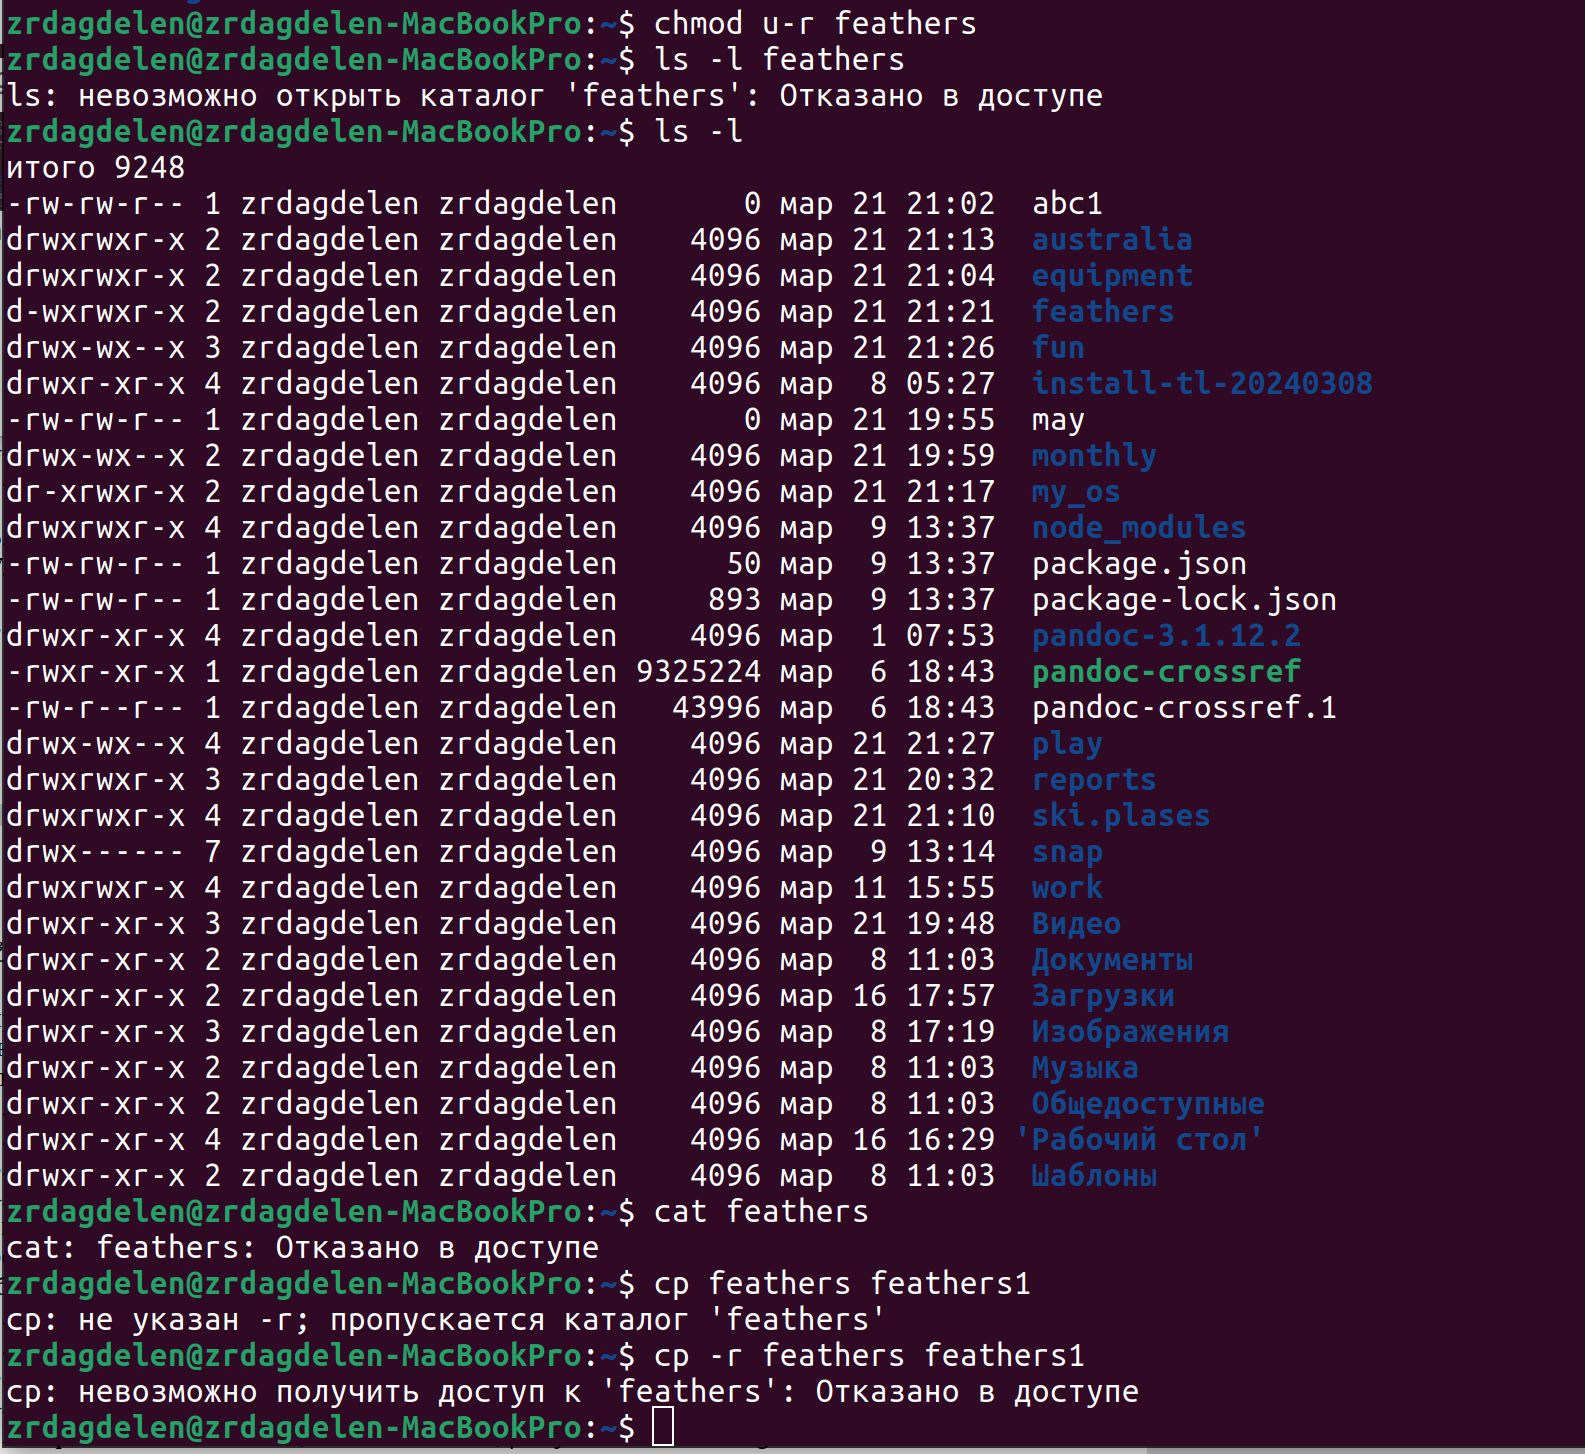 zrdagdelen@zrdagdelen-MacBookPro:~$ chmod u-r feathers
zrdagdelen@zrdagdelen-MacBookPro:~$ ls -l feathers
ls: невозможно открыть каталог 'feathers': Отказано в доступе
zrdagdelen@zrdagdelen-MacBookPro:~$ ls -l
итого 9248
-rw-rw-r-- 1 zrdagdelen zrdagdelen       0 мар 21 21:02  abc1
drwxrwxr-x 2 zrdagdelen zrdagdelen    4096 мар 21 21:13  australia
drwxrwxr-x 2 zrdagdelen zrdagdelen    4096 мар 21 21:04  equipment
d-wxrwxr-x 2 zrdagdelen zrdagdelen    4096 мар 21 21:21  feathers
drwx-wx--x 3 zrdagdelen zrdagdelen    4096 мар 21 21:26  fun
drwxr-xr-x 4 zrdagdelen zrdagdelen    4096 мар  8 05:27  install-tl-20240308
-rw-rw-r-- 1 zrdagdelen zrdagdelen       0 мар 21 19:55  may
drwx-wx--x 2 zrdagdelen zrdagdelen    4096 мар 21 19:59  monthly
dr-xrwxr-x 2 zrdagdelen zrdagdelen    4096 мар 21 21:17  my_os
drwxrwxr-x 4 zrdagdelen zrdagdelen    4096 мар  9 13:37  node_modules
-rw-rw-r-- 1 zrdagdelen zrdagdelen      50 мар  9 13:37  package.json
-rw-rw-r-- 1 zrdagdelen zrdagdelen     893 мар  9 13:37  package-lock.json
drwxr-xr-x 4 zrdagdelen zrdagdelen    4096 мар  1 07:53  pandoc-3.1.12.2
-rwxr-xr-x 1 zrdagdelen zrdagdelen 9325224 мар  6 18:43  pandoc-crossref
-rw-r--r-- 1 zrdagdelen zrdagdelen   43996 мар  6 18:43  pandoc-crossref.1
drwx-wx--x 4 zrdagdelen zrdagdelen    4096 мар 21 21:27  play
drwxrwxr-x 3 zrdagdelen zrdagdelen    4096 мар 21 20:32  reports
drwxrwxr-x 4 zrdagdelen zrdagdelen    4096 мар 21 21:10  ski.plases
drwx------ 7 zrdagdelen zrdagdelen    4096 мар  9 13:14  snap
drwxrwxr-x 4 zrdagdelen zrdagdelen    4096 мар 11 15:55  work
drwxr-xr-x 3 zrdagdelen zrdagdelen    4096 мар 21 19:48  Видео
drwxr-xr-x 2 zrdagdelen zrdagdelen    4096 мар  8 11:03  Документы
drwxr-xr-x 2 zrdagdelen zrdagdelen    4096 мар 16 17:57  Загрузки
drwxr-xr-x 3 zrdagdelen zrdagdelen    4096 мар  8 17:19  Изображения
drwxr-xr-x 2 zrdagdelen zrdagdelen    4096 мар  8 11:03  Музыка
drwxr-xr-x 2 zrdagdelen zrdagdelen    4096 мар  8 11:03  Общедоступные
drwxr-xr-x 4 zrdagdelen zrdagdelen    4096 мар 16 16:29 'Рабочий стол'
drwxr-xr-x 2 zrdagdelen zrdagdelen    4096 мар  8 11:03  Шаблоны
zrdagdelen@zrdagdelen-MacBookPro:~$ cat feathers
cat: feathers: Отказано в доступе
zrdagdelen@zrdagdelen-MacBookPro:~$ cp feathers feathers1
cp: не указан -r; пропускается каталог 'feathers'
zrdagdelen@zrdagdelen-MacBookPro:~$ cp -r feathers feathers1
cp: невозможно получить доступ к 'feathers': Отказано в доступе
zrdagdelen@zrdagdelen-MacBookPro:~$